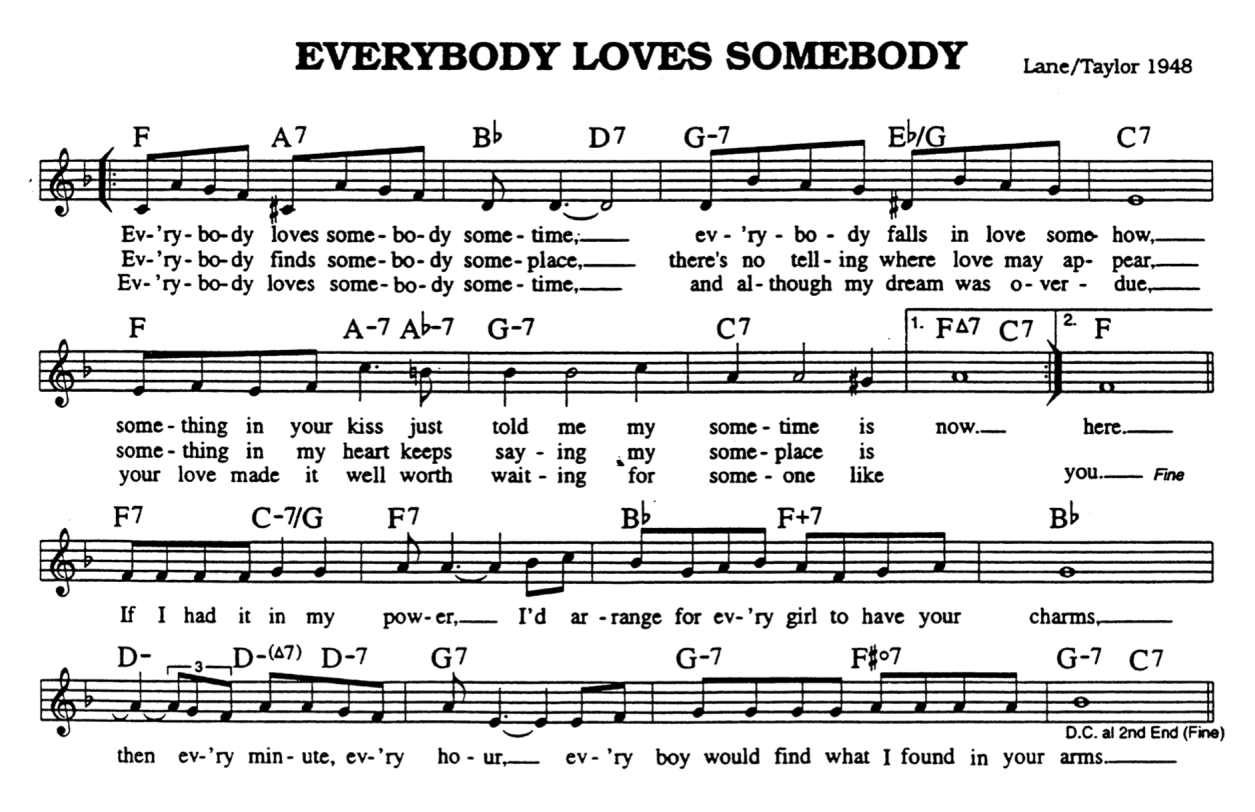 EVERYBODY LOVES SOMEBODY
Lane/Taylor 1948
F A7 B♭ D7 G-7 E♭/G C7
Ev-'ry-bo-dy loves some-bo-dy some-time, ev-'ry-bo-dy falls in love some-how,
Ev-'ry-bo-dy finds some-bo-dy some-place, there's no tell-ing where love may ap-pear,
Ev-'ry-bo-dy loves some-bo-dy some-time, and al-though my dream was o-ver-due,
F A-7 A♭-7 G-7 C7 1. FΔ7 C7 2. F
some-thing in your kiss just told me my some-time is now. here.
some-thing in my heart keeps say-ing my some-place is
your love made it well worth wait-ing for some-one like you. Fine
F7 C-7/G F7 B♭ F+7 B♭
If I had it in my pow-er, I'd ar-range for ev-'ry girl to have your charms,
D- 3 D-(Δ7) D-7 G7 G-7 F#°7 G-7 C7
D.C. al 2nd End (Fine)
then ev-'ry min-ute, ev-'ry ho-ur, ev-'ry boy would find what I found in your arms.